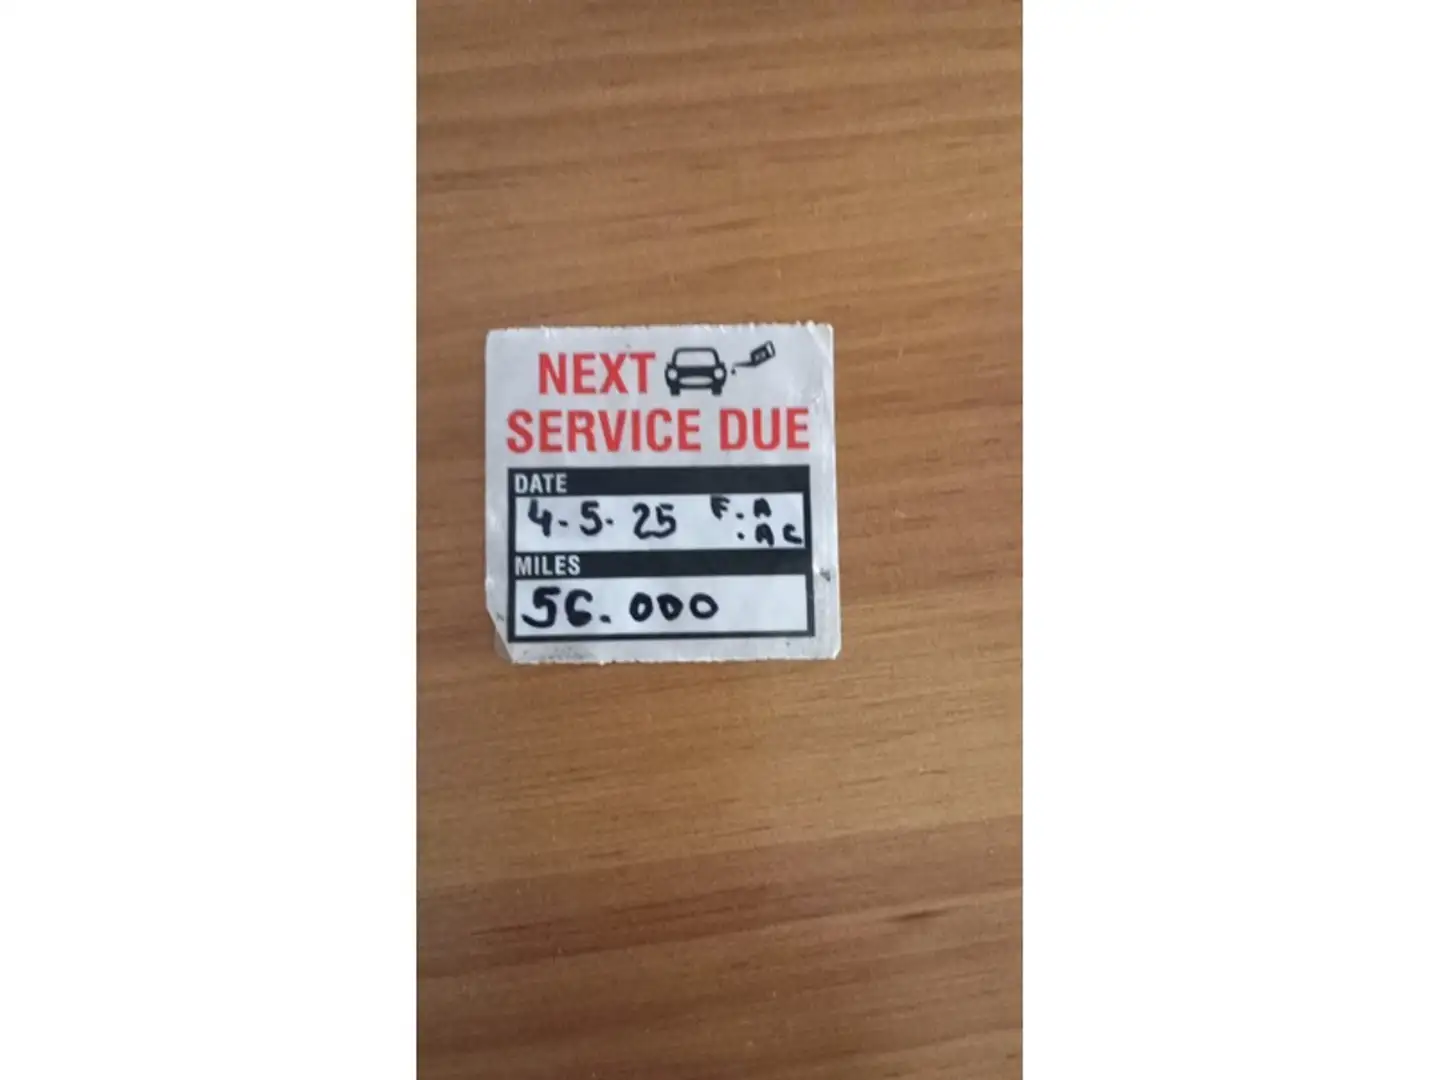 NEXT
SERVICE DUE
DATE
4-5-25 F.A
.AC
MILES
56.000